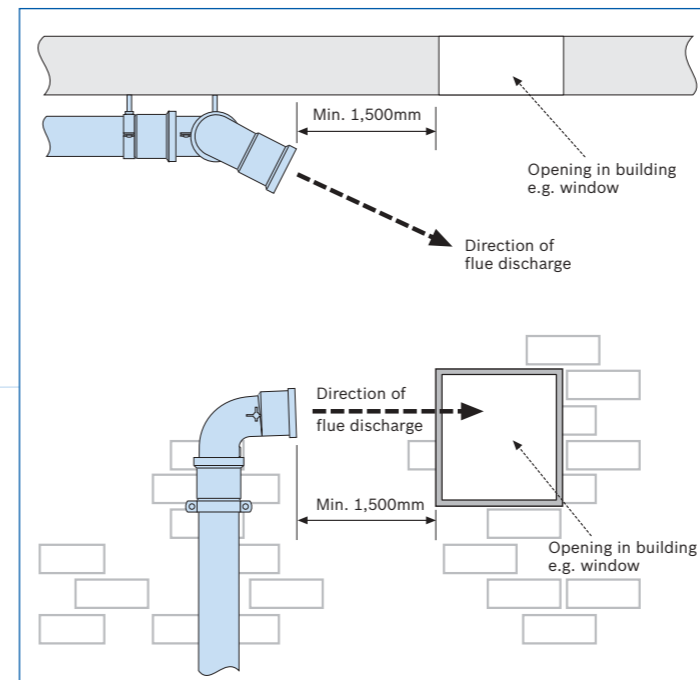 Min. 1,500mm
Opening in building
e.g. window
Direction of
flue discharge
Direction of
flue discharge
Min. 1,500mm
Opening in building
e.g. window